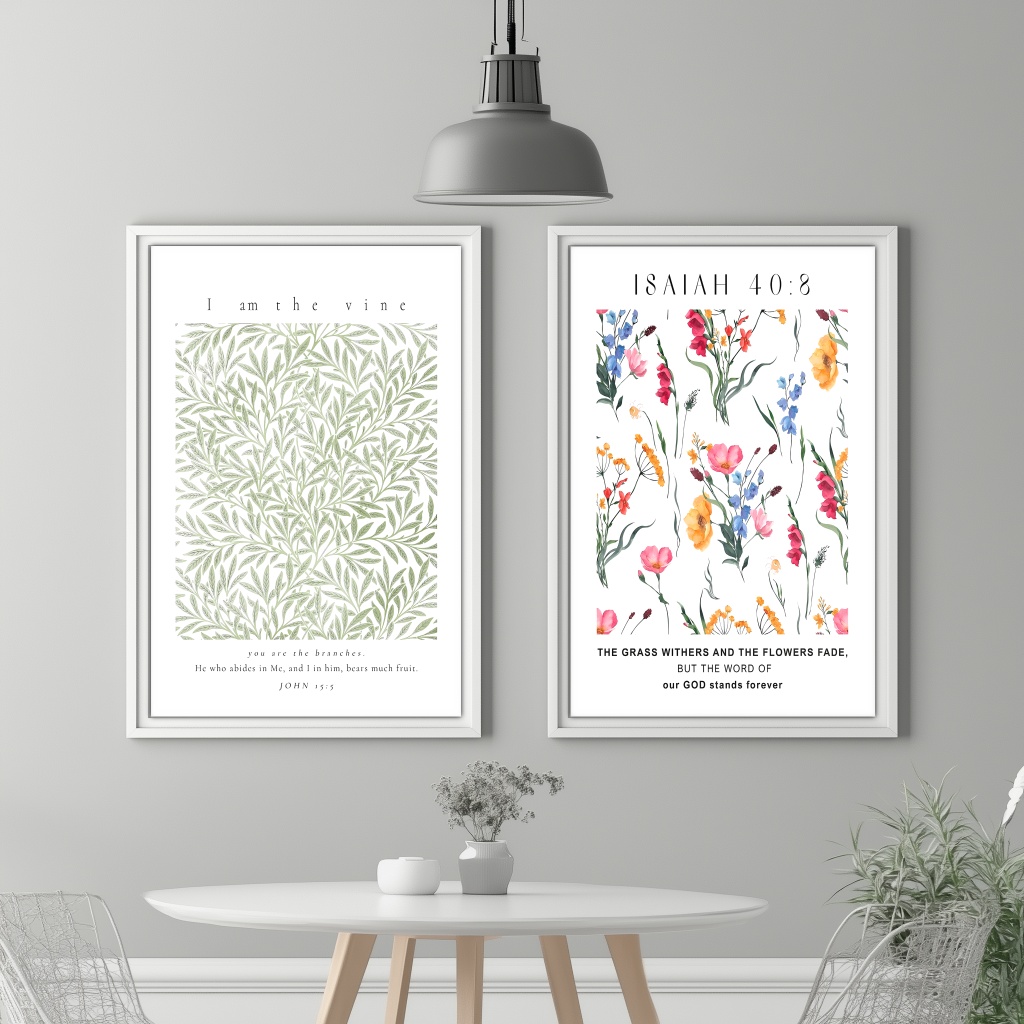 I am the vine
you are the branches.
He who abides in Me, and I in him, bears much fruit.
JOHN 15:5
ISAIAH 40:8
THE GRASS WITHERS AND THE FLOWERS FADE,
BUT THE WORD OF
our GOD stands forever